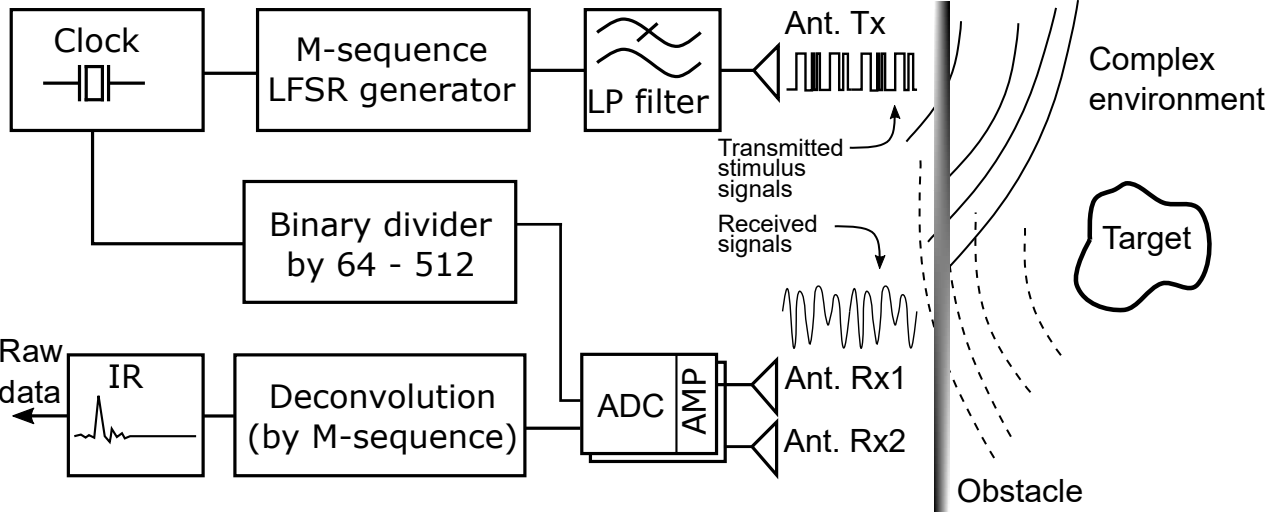 Clock
M-sequence
LFSR generator
LP filter
Ant. Tx
Complex
environment
Transmitted
stimulus
signals
Binary divider
by 64 - 512
Received
signals
Target
Raw
data
IR
Deconvolution
(by M-sequence)
ADC
AMP
Ant. Rx1
Ant. Rx2
Obstacle